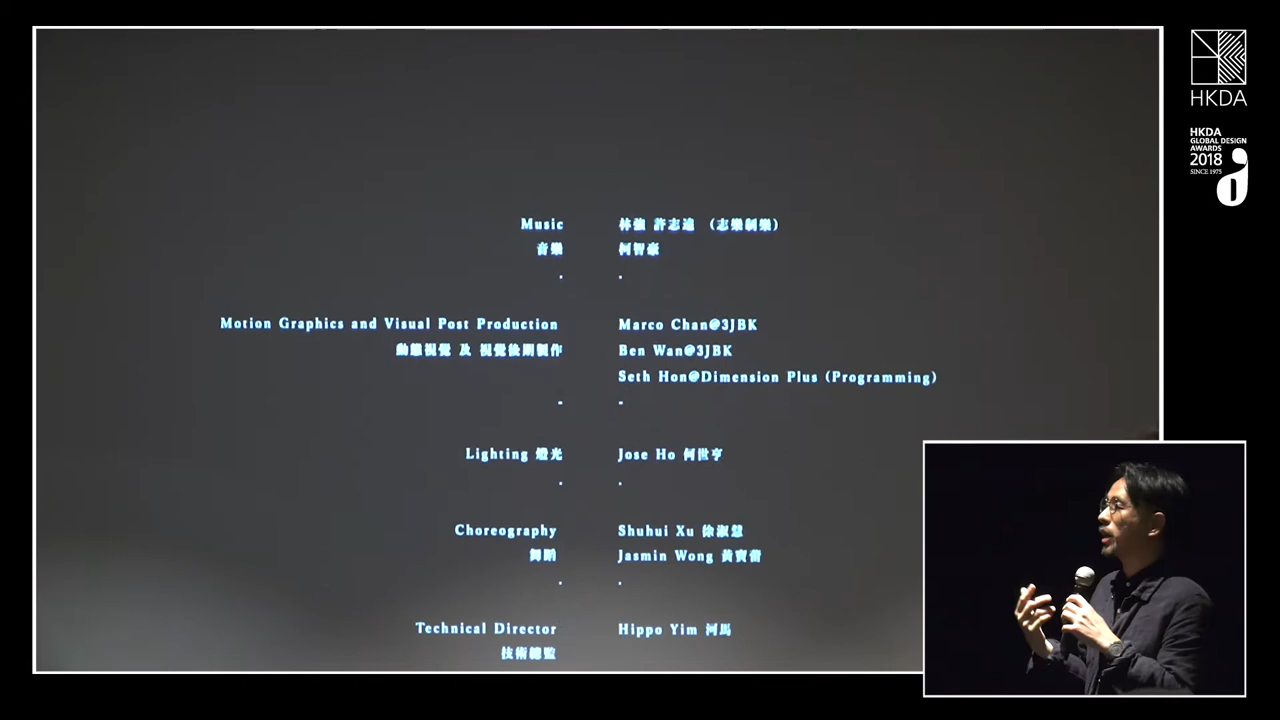 HKDA
HKDA
GLOBAL DESIGN
AWARDS
2018
SINCE 1975
Music 林強 許志遠 (志樂制樂)
音樂 柯智豪
. .
Motion Graphics and Visual Post Production Marco Chan@3JBK
動態視覺 及 視覺後期製作 Ben Wan@3JBK
Seth Hon@Dimension Plus (Programming)
- -
Lighting 燈光 Jose Ho 何世亨
. .
Choreography Shuhui Xu 徐淑慧
舞蹈 Jasmin Wong 黃寶蕾
. .
Technical Director Hippo Yim 河馬
技術總監